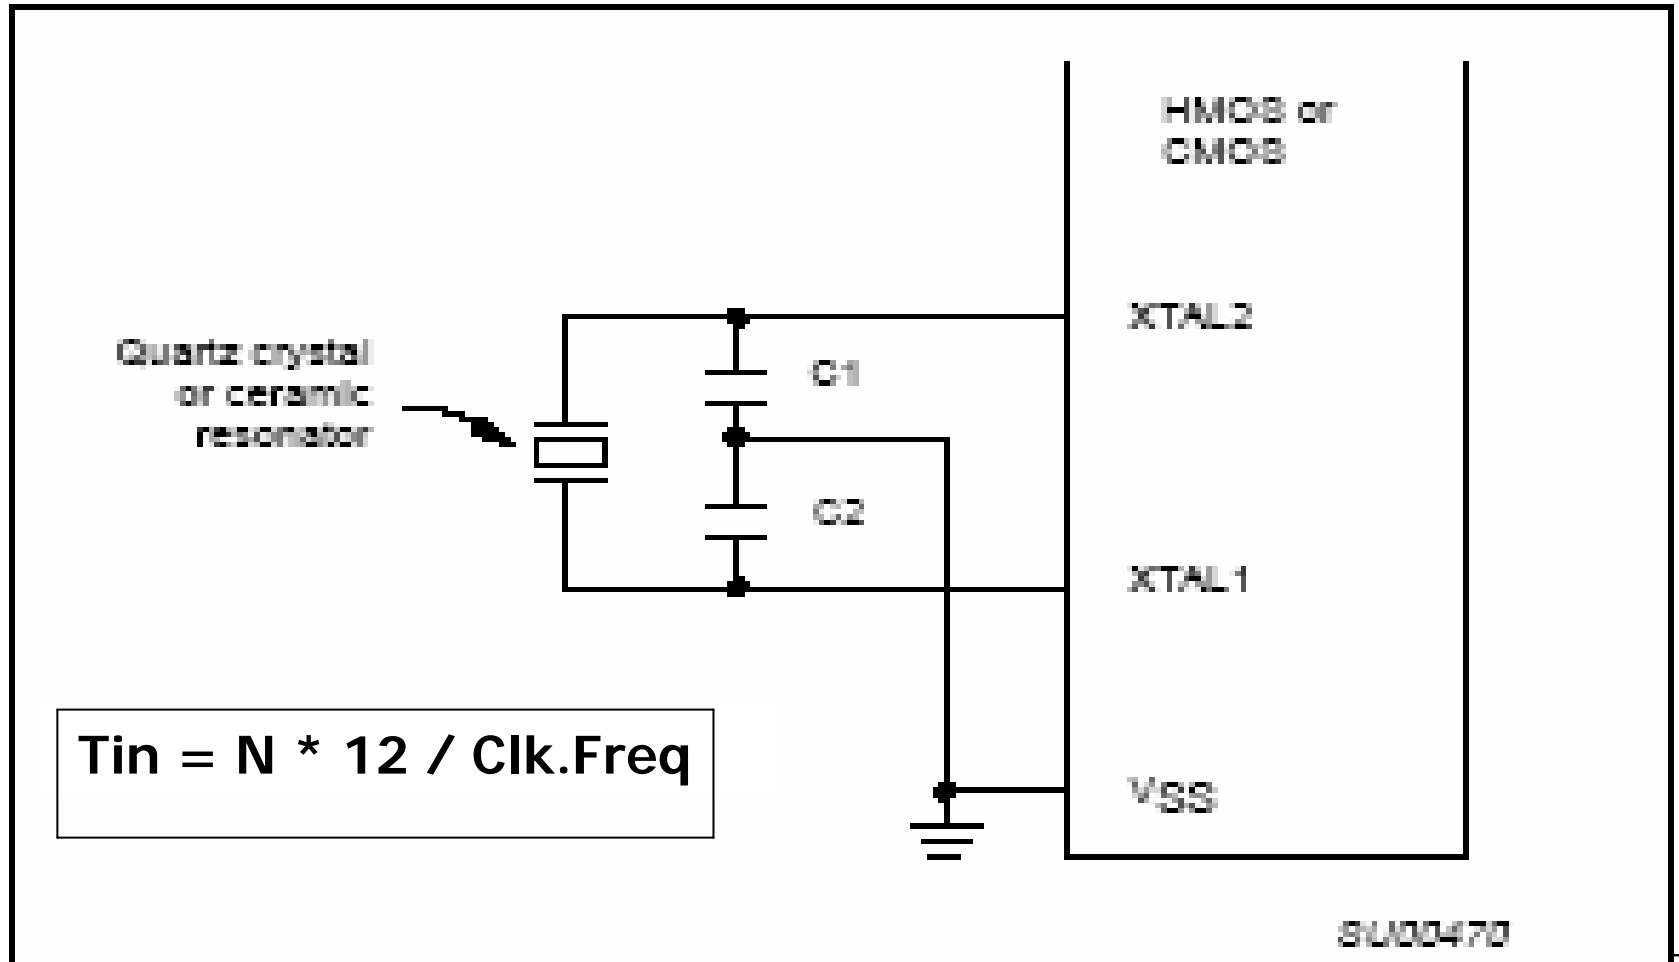 HMOS or
CMOS
XTAL2
Quartz crystal
or ceramic
resonator
C1
C2
XTAL1
Tin = N * 12 / Clk.Freq
VSS
SU00470